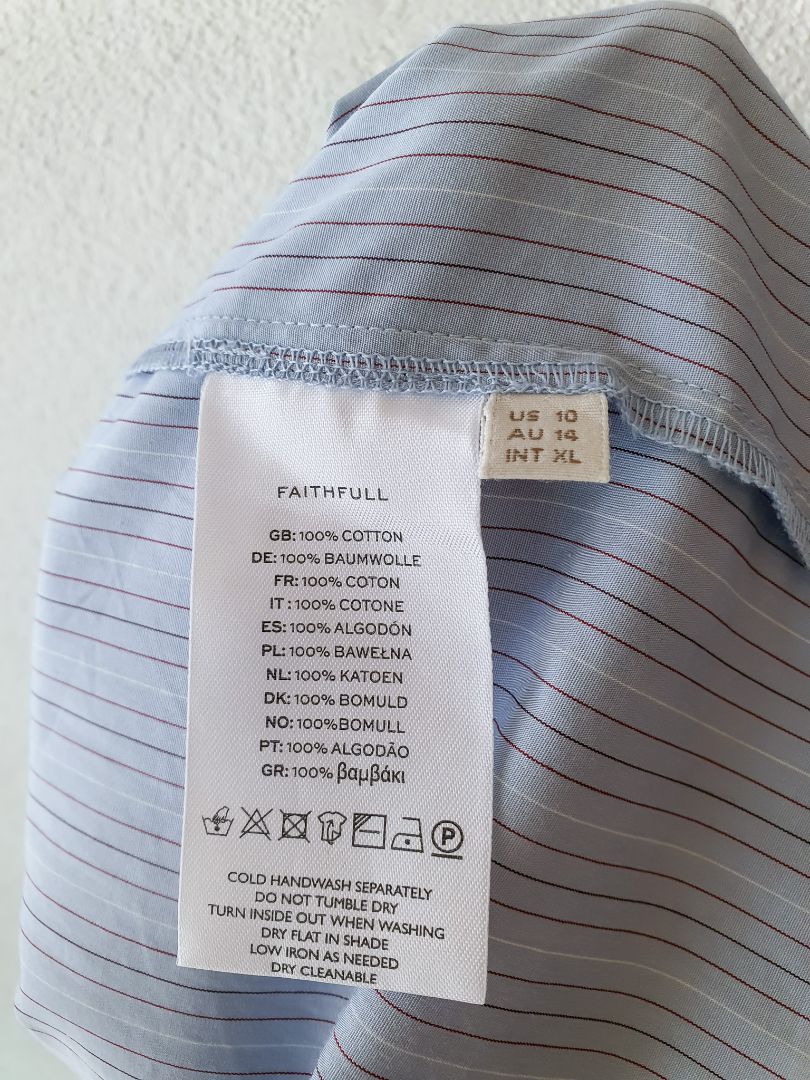 US 10
AU 14
INT XL
FAITHFULL
GB: 100% COTTON
DE: 100% BAUMWOLLE
FR: 100% COTON
IT : 100% COTONE
ES: 100% ALGODÓN
PL: 100% BAWEŁNA
NL: 100% KATOEN
DK: 100% BOMULD
NO: 100%BOMULL
PT: 100% ALGODÃO
GR: 100% βαμβάκι
P
COLD HANDWASH SEPARATELY
DO NOT TUMBLE DRY
TURN INSIDE OUT WHEN WASHING
DRY FLAT IN SHADE
LOW IRON AS NEEDED
DRY CLEANABLE